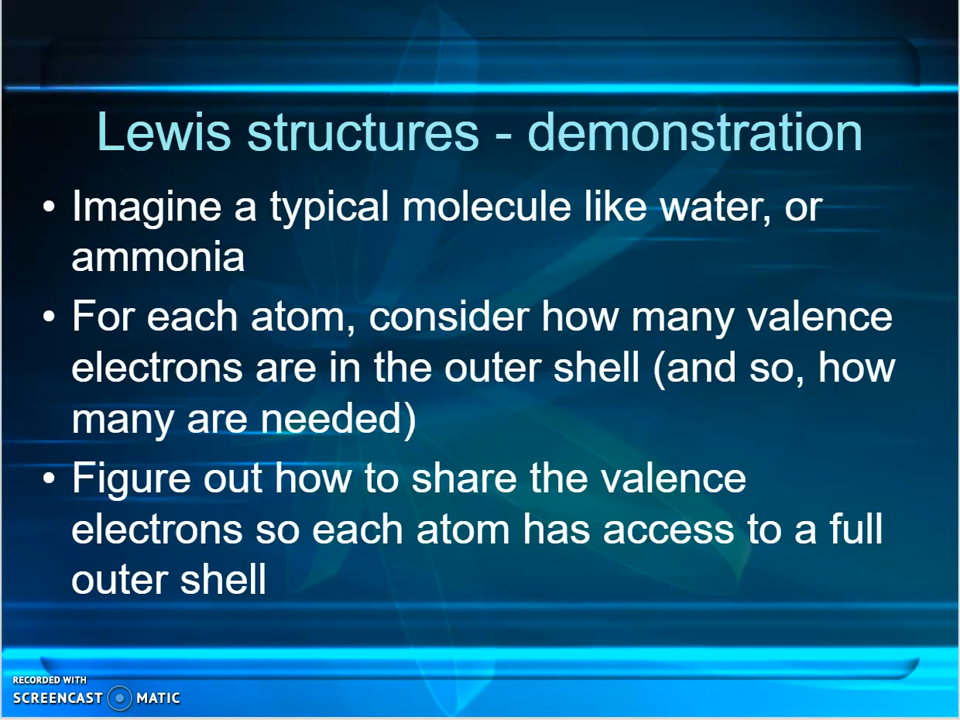 Lewis structures - demonstration
• Imagine a typical molecule like water, or
ammonia
• For each atom, consider how many valence
electrons are in the outer shell (and so, how
many are needed)
• Figure out how to share the valence
electrons so each atom has access to a full
outer shell
RECORDED WITH
SCREENCAST MATIC